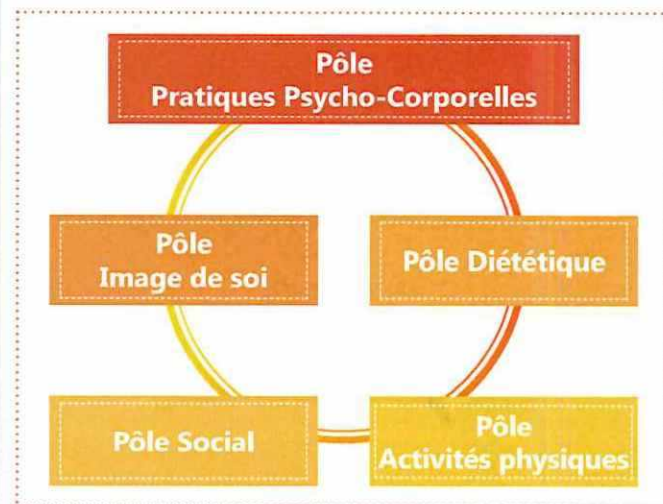 Pôle
Pratiques Psycho-Corporelles
Pôle
Image de soi
Pôle Diététique
Pôle Social
Pôle
Activités physiques